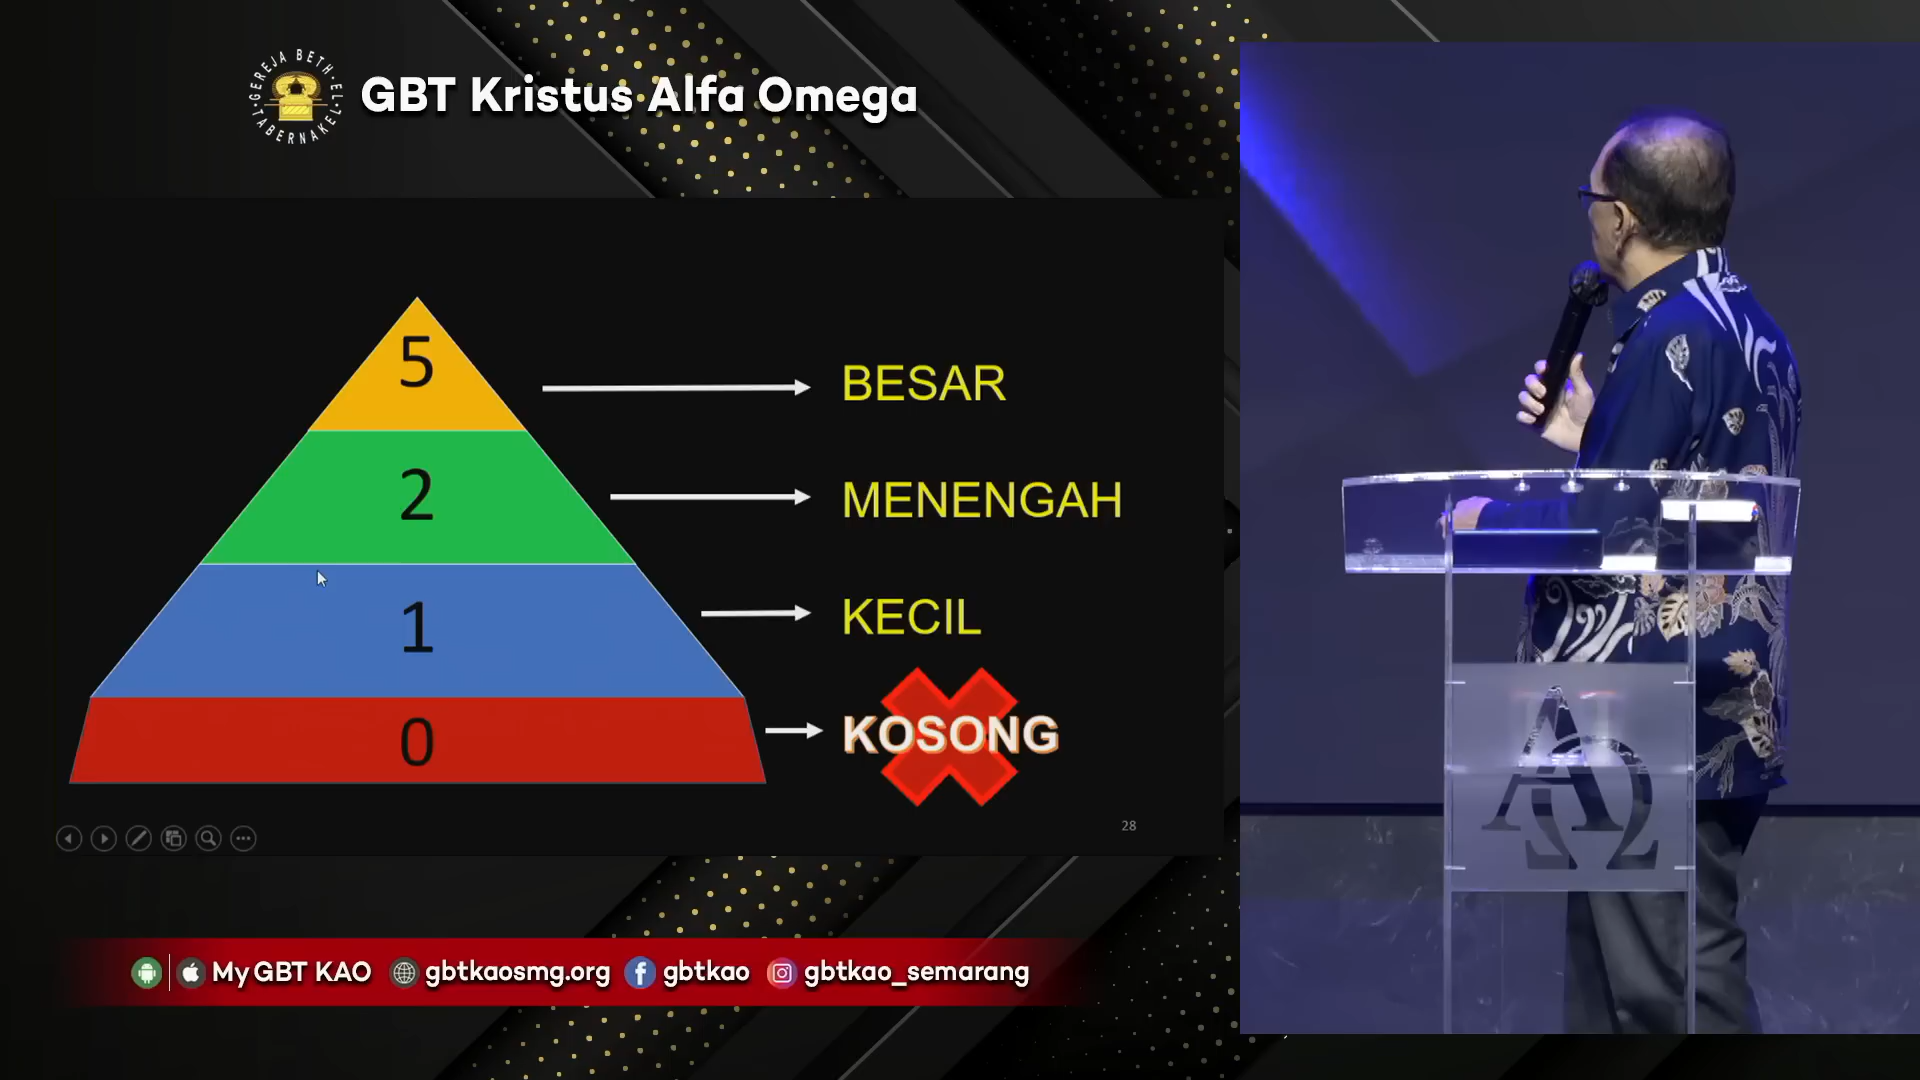 GEREJA BETH-EL TABERNAKEL
GBT Kristus Alfa Omega
5
BESAR
2
MENENGAH
1
KECIL
0
KOSONG
28
ΑΩ
My GBT KAO
gbtkaosmg.org
gbtkao
gbtkao_semarang